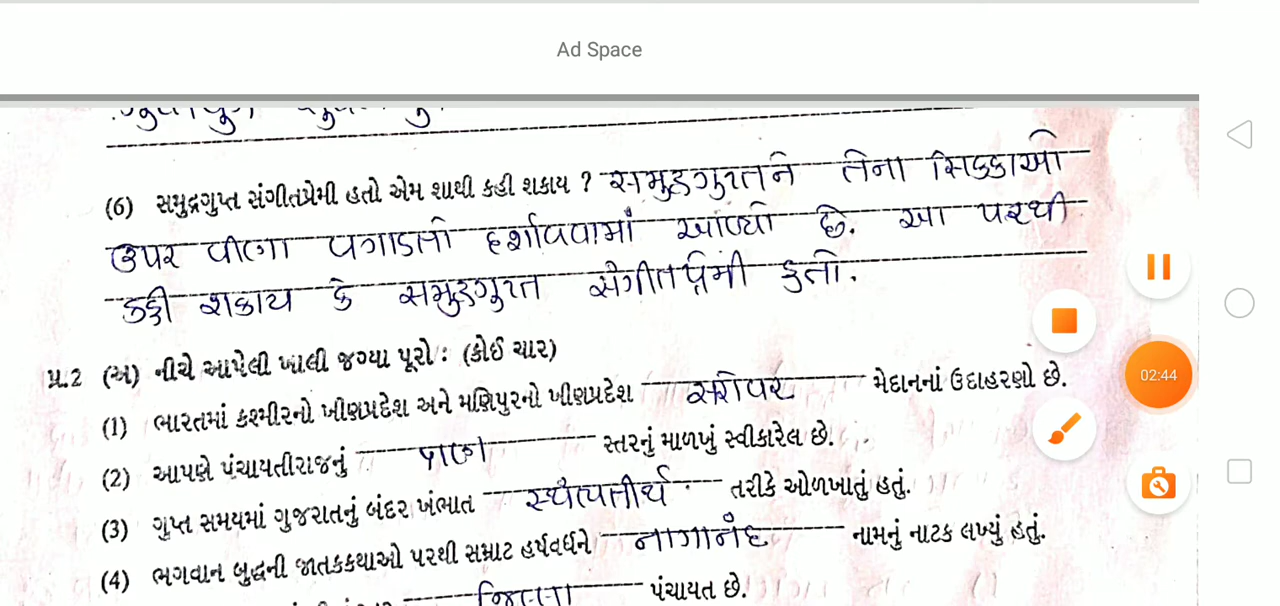 Ad Space
(6) સમુદ્રગુપ્ત સંગીતપ્રેમી હતો એમ શાથી કહી શકાય ? સમુદ્રગુપ્તને તેના સિક્કાઓ
ઉપર વીણા વગાડતો દર્શાવવામાં આવ્યો છે. આ પરથી
કહી શકાય કે સમુદ્રગુપ્ત સંગીતપ્રેમી હતો.
પ્ર.2 (અ) નીચે આપેલી ખાલી જગ્યા પૂરો : (કોઈ ચાર)
(1) ભારતમાં કશ્મીરનો ખીણપ્રદેશ અને મણિપુરનો ખીણપ્રદેશ સરોવર મેદાનનાં ઉદાહરણો છે.
(2) આપણે પંચાયતીરાજનું ત્રણ સ્તરનું માળખું સ્વીકારેલ છે.
(3) ગુપ્ત સમયમાં ગુજરાતનું બંદર ખંભાત તરીકે ઓળખાતું હતું.
(4) ભગવાન બુદ્ધની જાતકકથાઓ પરથી સમ્રાટ હર્ષવર્ધને નાગાનંદ નામનું નાટક લખ્યું હતું.
જિલ્લા પંચાયત છે.
02:44